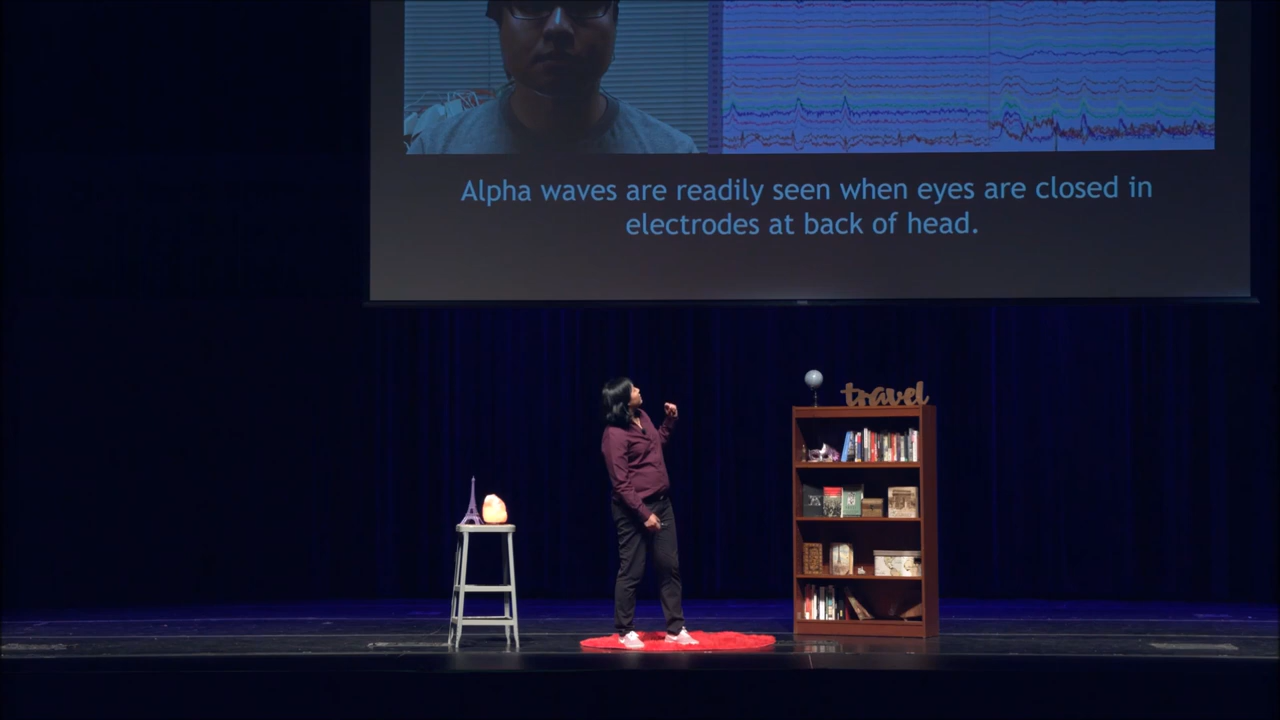 Alpha waves are readily seen when eyes are closed in
electrodes at back of head.
travel